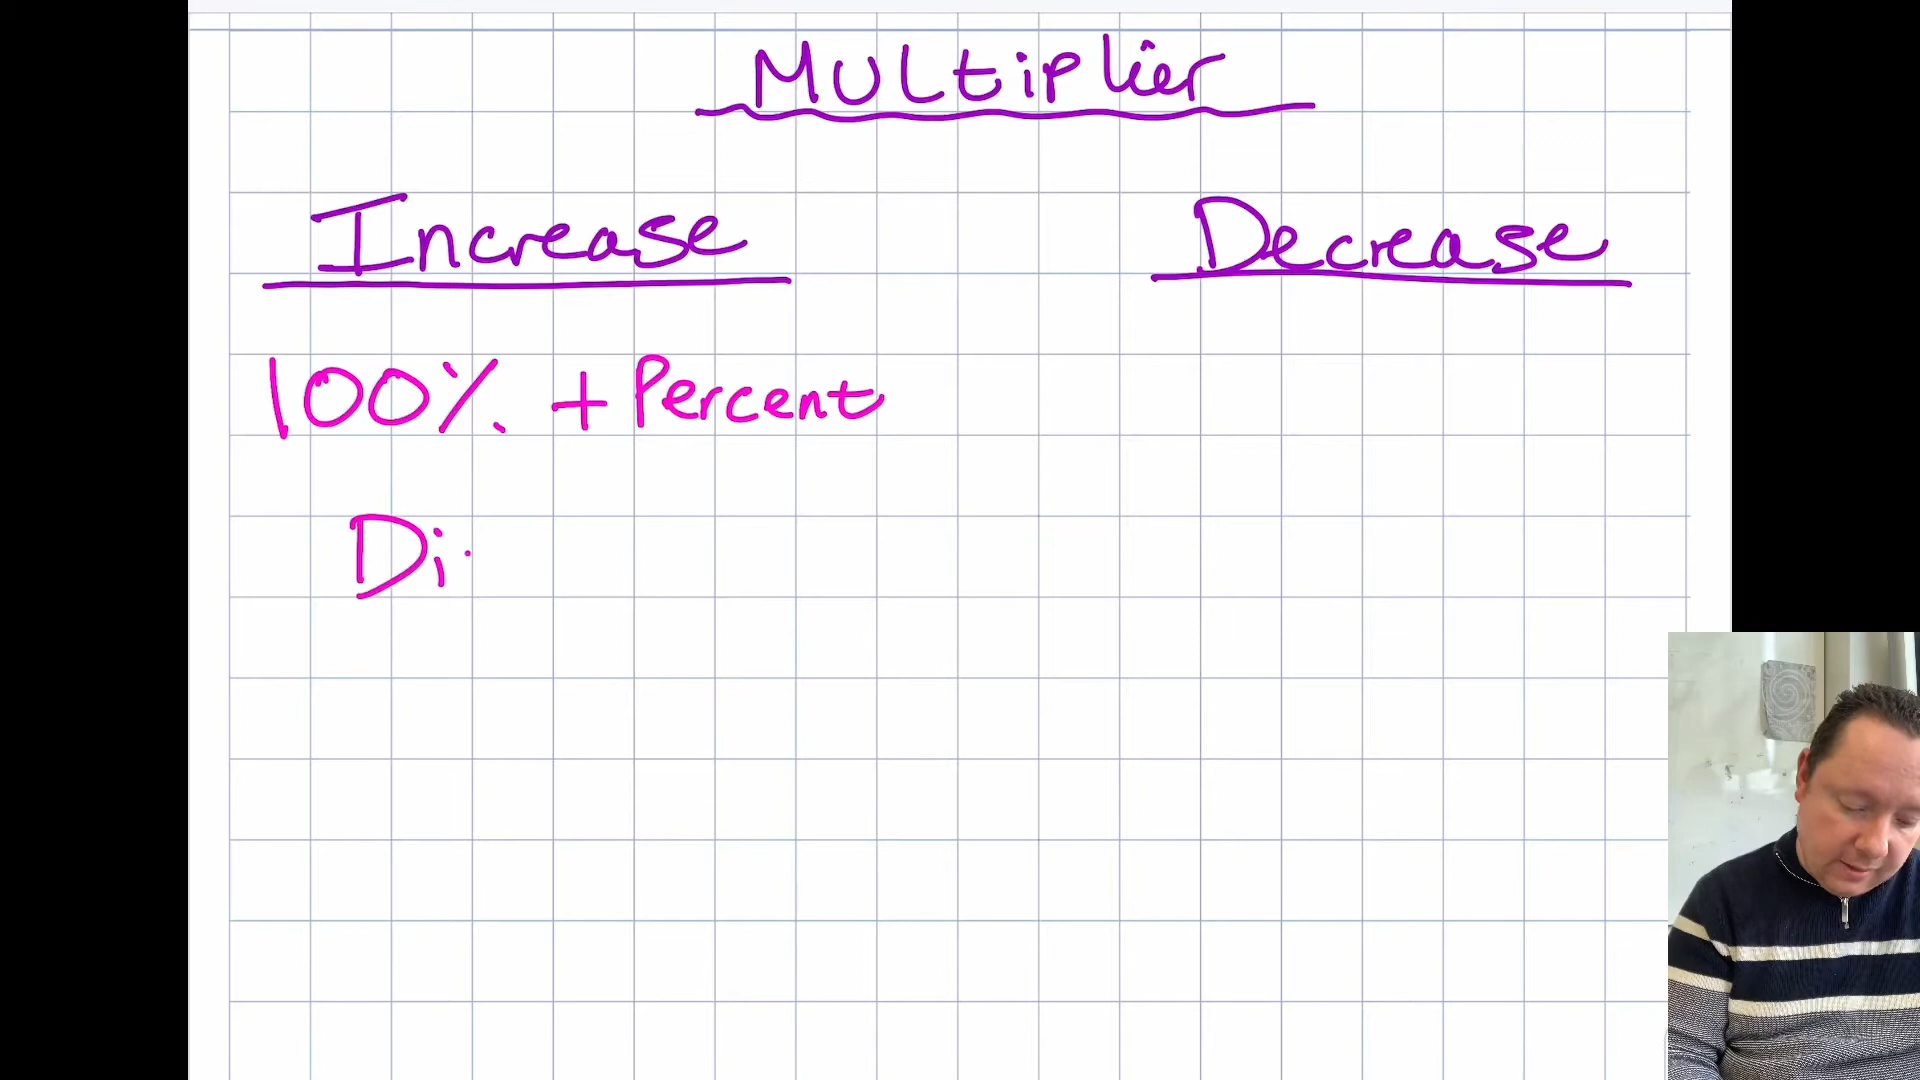 Multiplier
Increase
Decrease
100% + Percent
Di